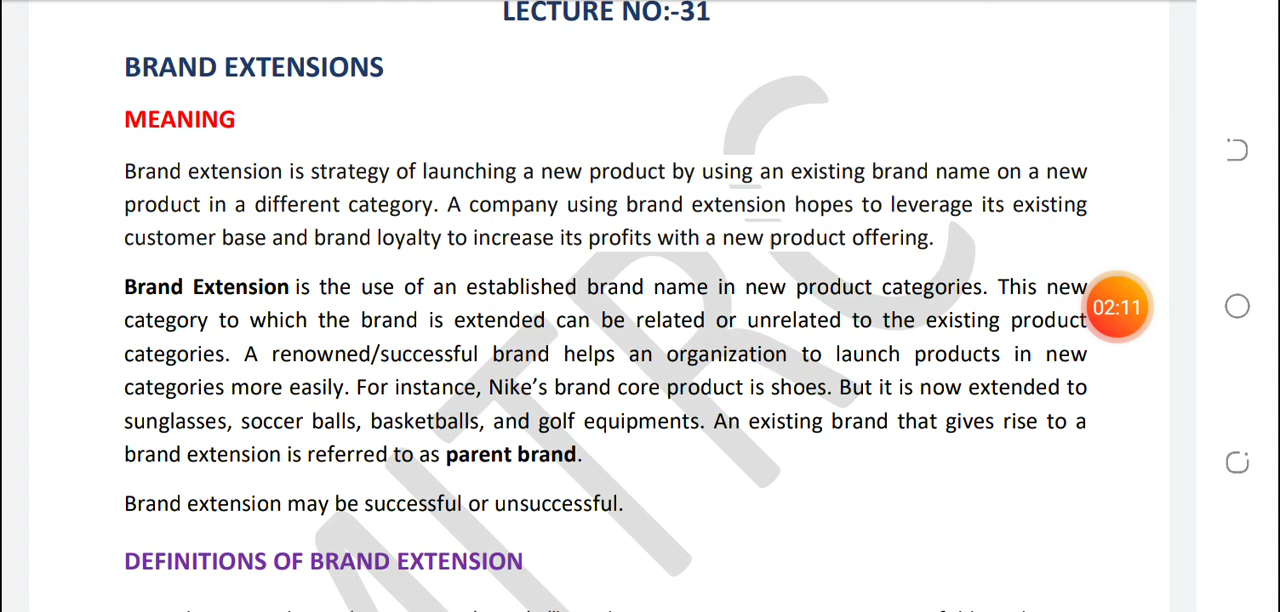 LECTURE NO:-31
BRAND EXTENSIONS
MEANING
Brand extension is strategy of launching a new product by using an existing brand name on a new
product in a different category. A company using brand extension hopes to leverage its existing
customer base and brand loyalty to increase its profits with a new product offering.
Brand Extension is the use of an established brand name in new product categories. This new
category to which the brand is extended can be related or unrelated to the existing product
categories. A renowned/successful brand helps an organization to launch products in new
categories more easily. For instance, Nike’s brand core product is shoes. But it is now extended to
sunglasses, soccer balls, basketballs, and golf equipments. An existing brand that gives rise to a
brand extension is referred to as parent brand.
Brand extension may be successful or unsuccessful.
DEFINITIONS OF BRAND EXTENSION
02:11